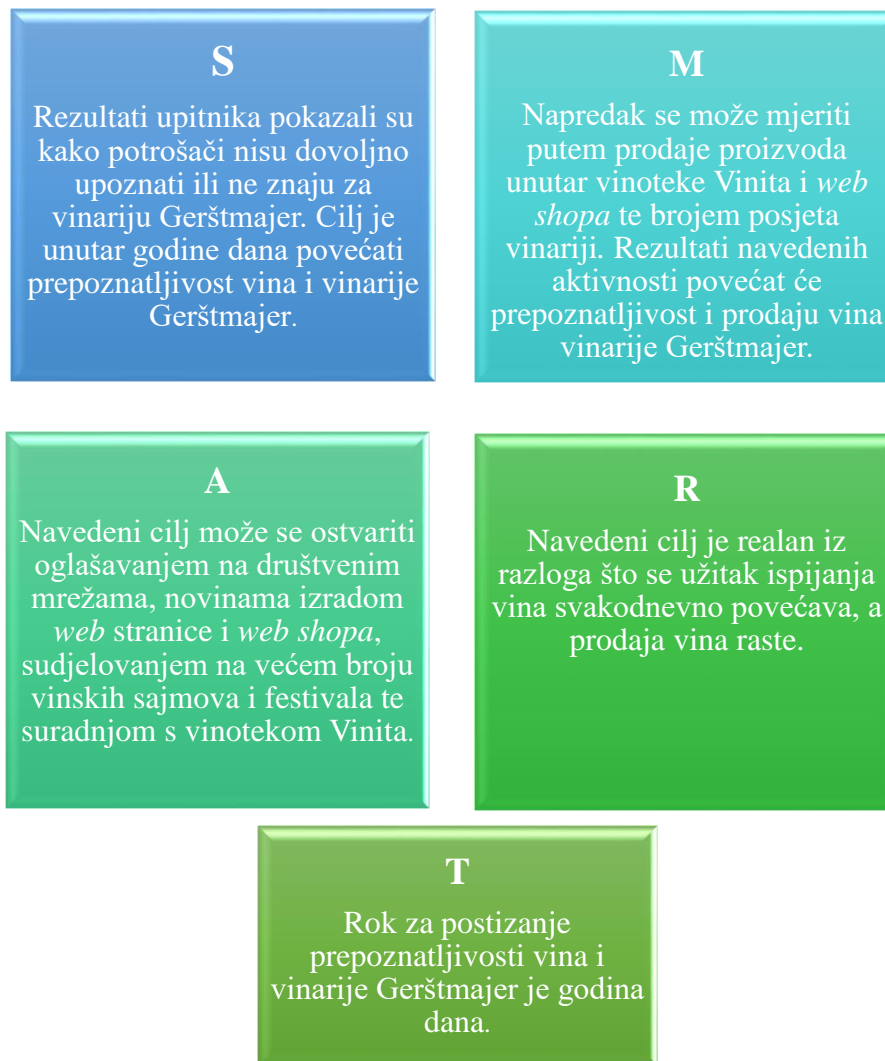 S
Rezultati upitnika pokazali su
kako potrošači nisu dovoljno
upoznati ili ne znaju za
vinariju Gerštmajer. Cilj je
unutar godine dana povećati
prepoznatljivost vina i vinarije
Gerštmajer.
M
Napredak se može mjeriti
putem prodaje proizvoda
unutar vinoteke Vinita i web
shopa te brojem posjeta
vinariji. Rezultati navedenih
aktivnosti povećat će
prepoznatljivost i prodaju vina
vinarije Gerštmajer.
A
Navedeni cilj može se ostvariti
oglašavanjem na društvenim
mrežama, novinama izradom
web stranice i web shopa,
sudjelovanjem na većem broju
vinskih sajmova i festivala te
suradnjom s vinotekom Vinita.
R
Navedeni cilj je realan iz
razloga što se užitak ispijanja
vina svakodnevno povećava, a
prodaja vina raste.
T
Rok za postizanje
prepoznatljivosti vina i
vinarije Gerštmajer je godina
dana.